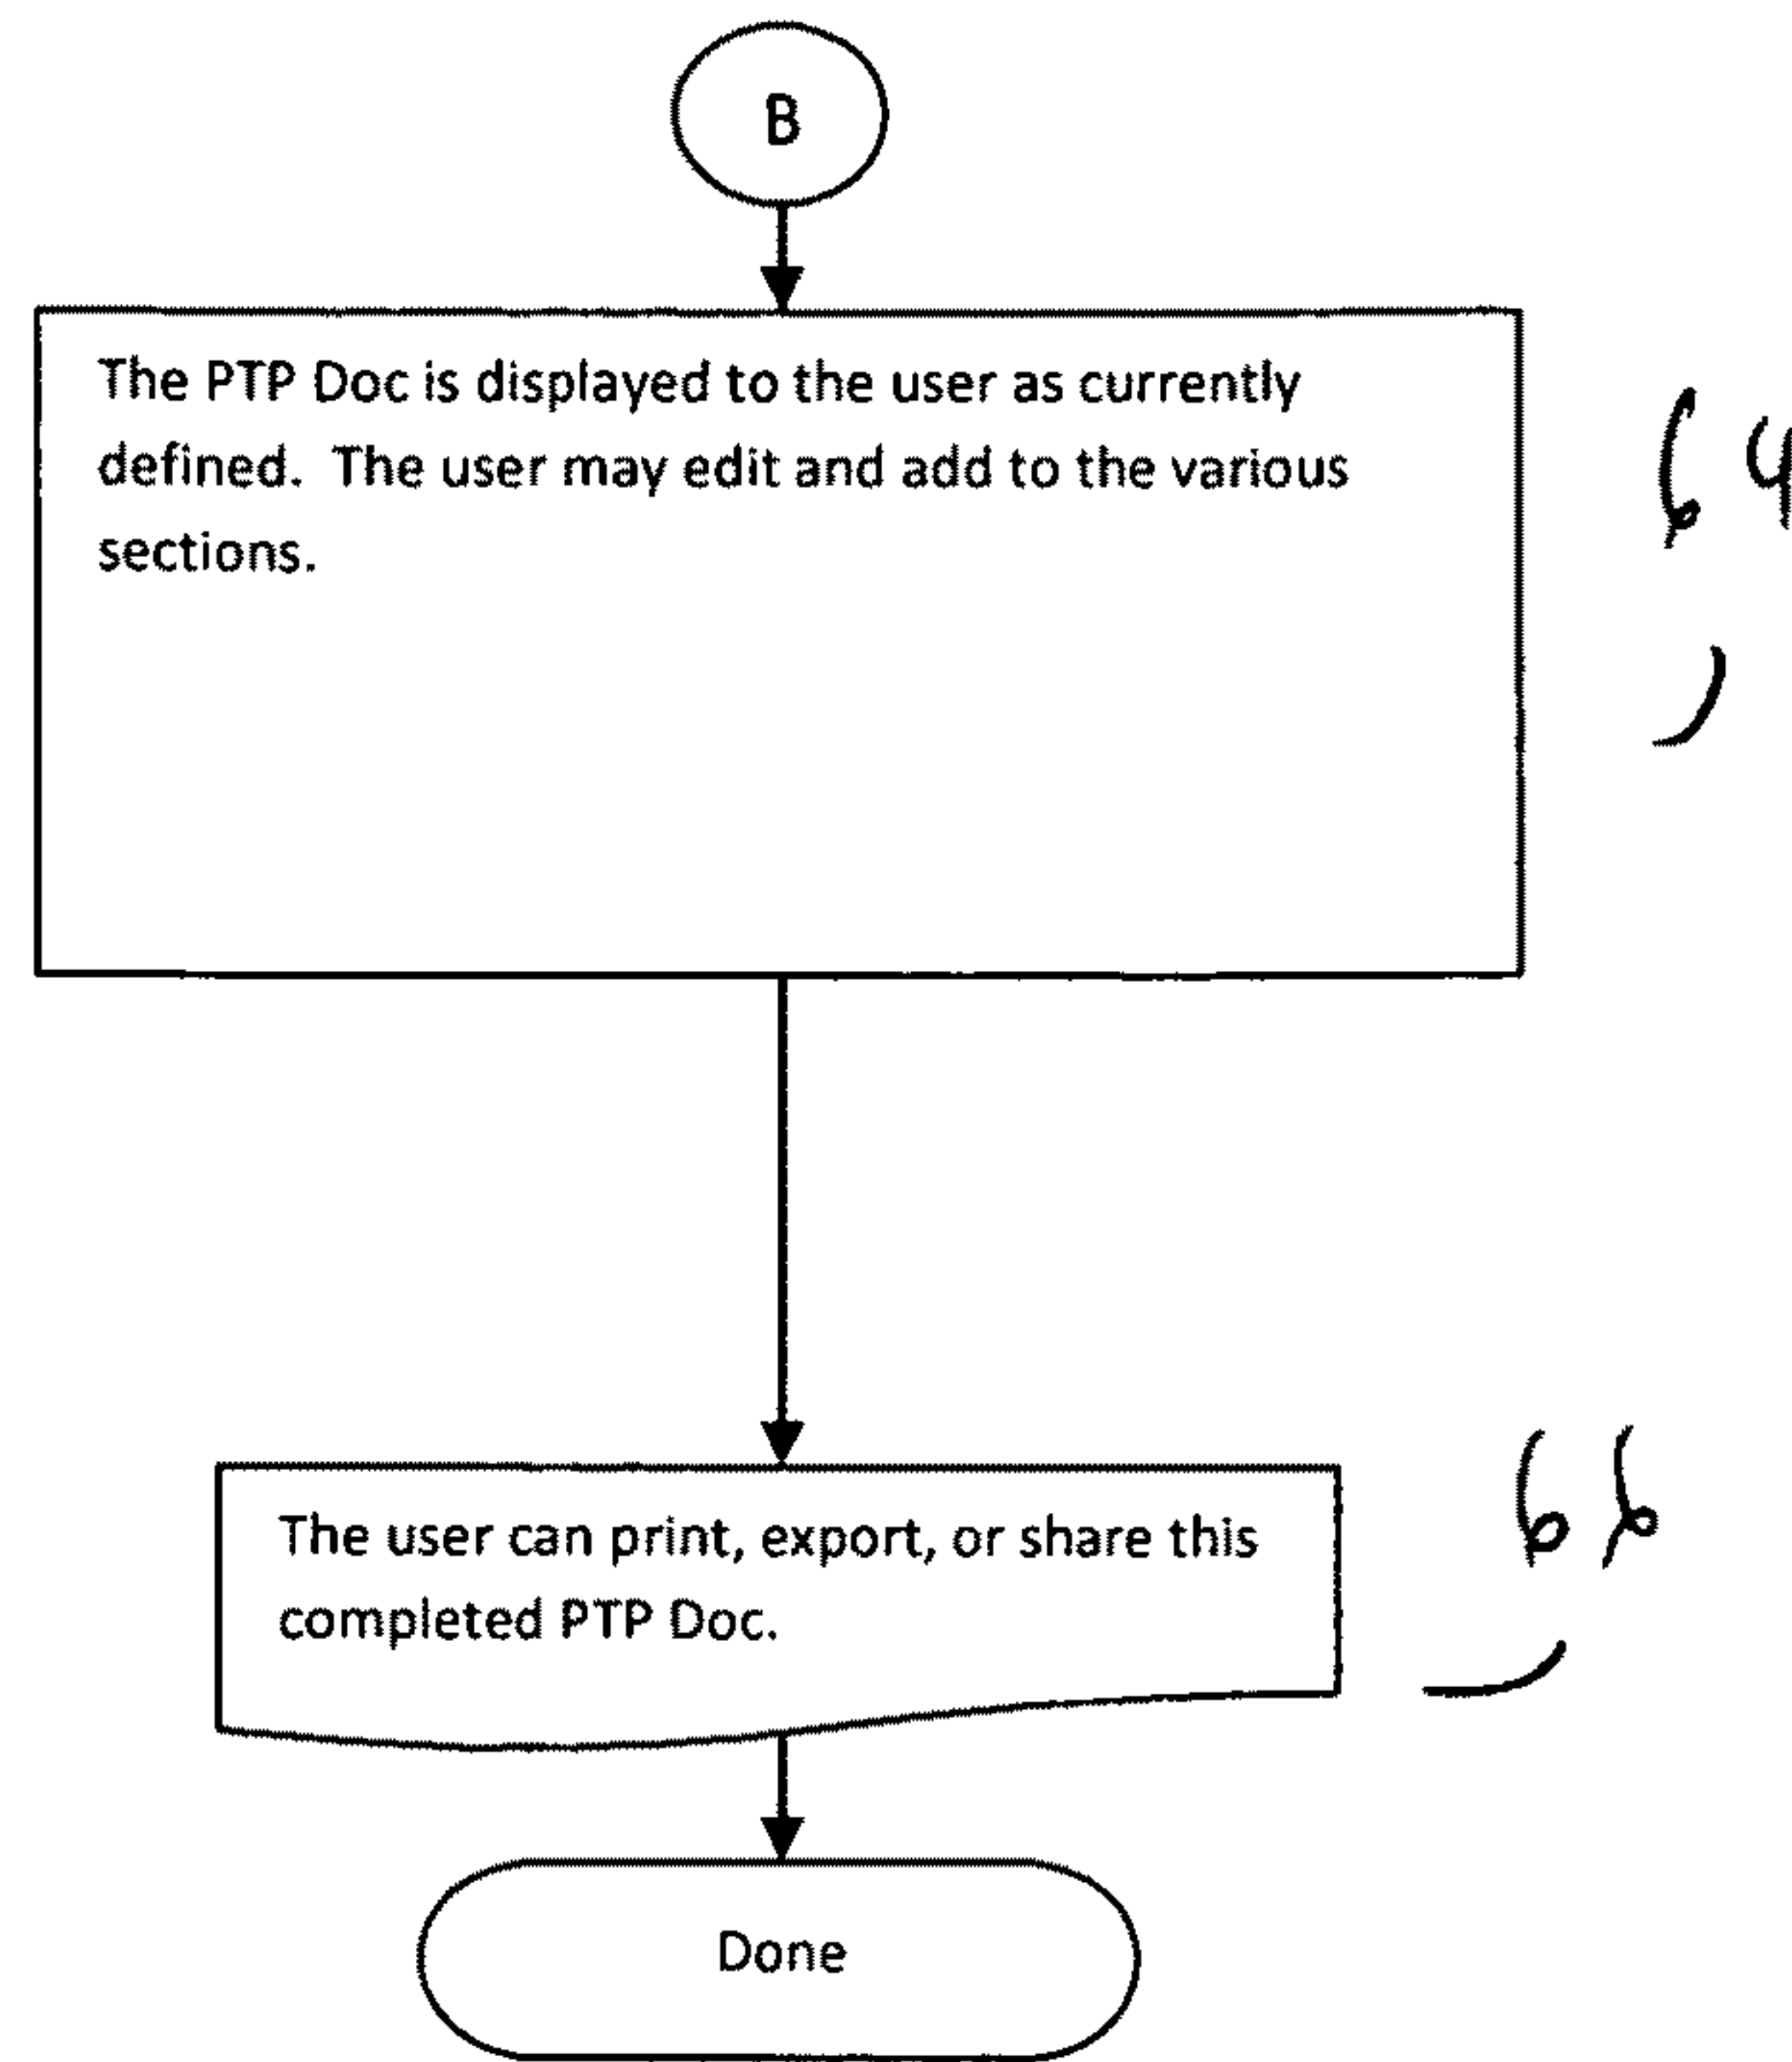 B
The PTP Doc is displayed to the user as currently
defined.  The user may edit and add to the various
sections.
64
The user can print, export, or share this
completed PTP Doc.
66
Done